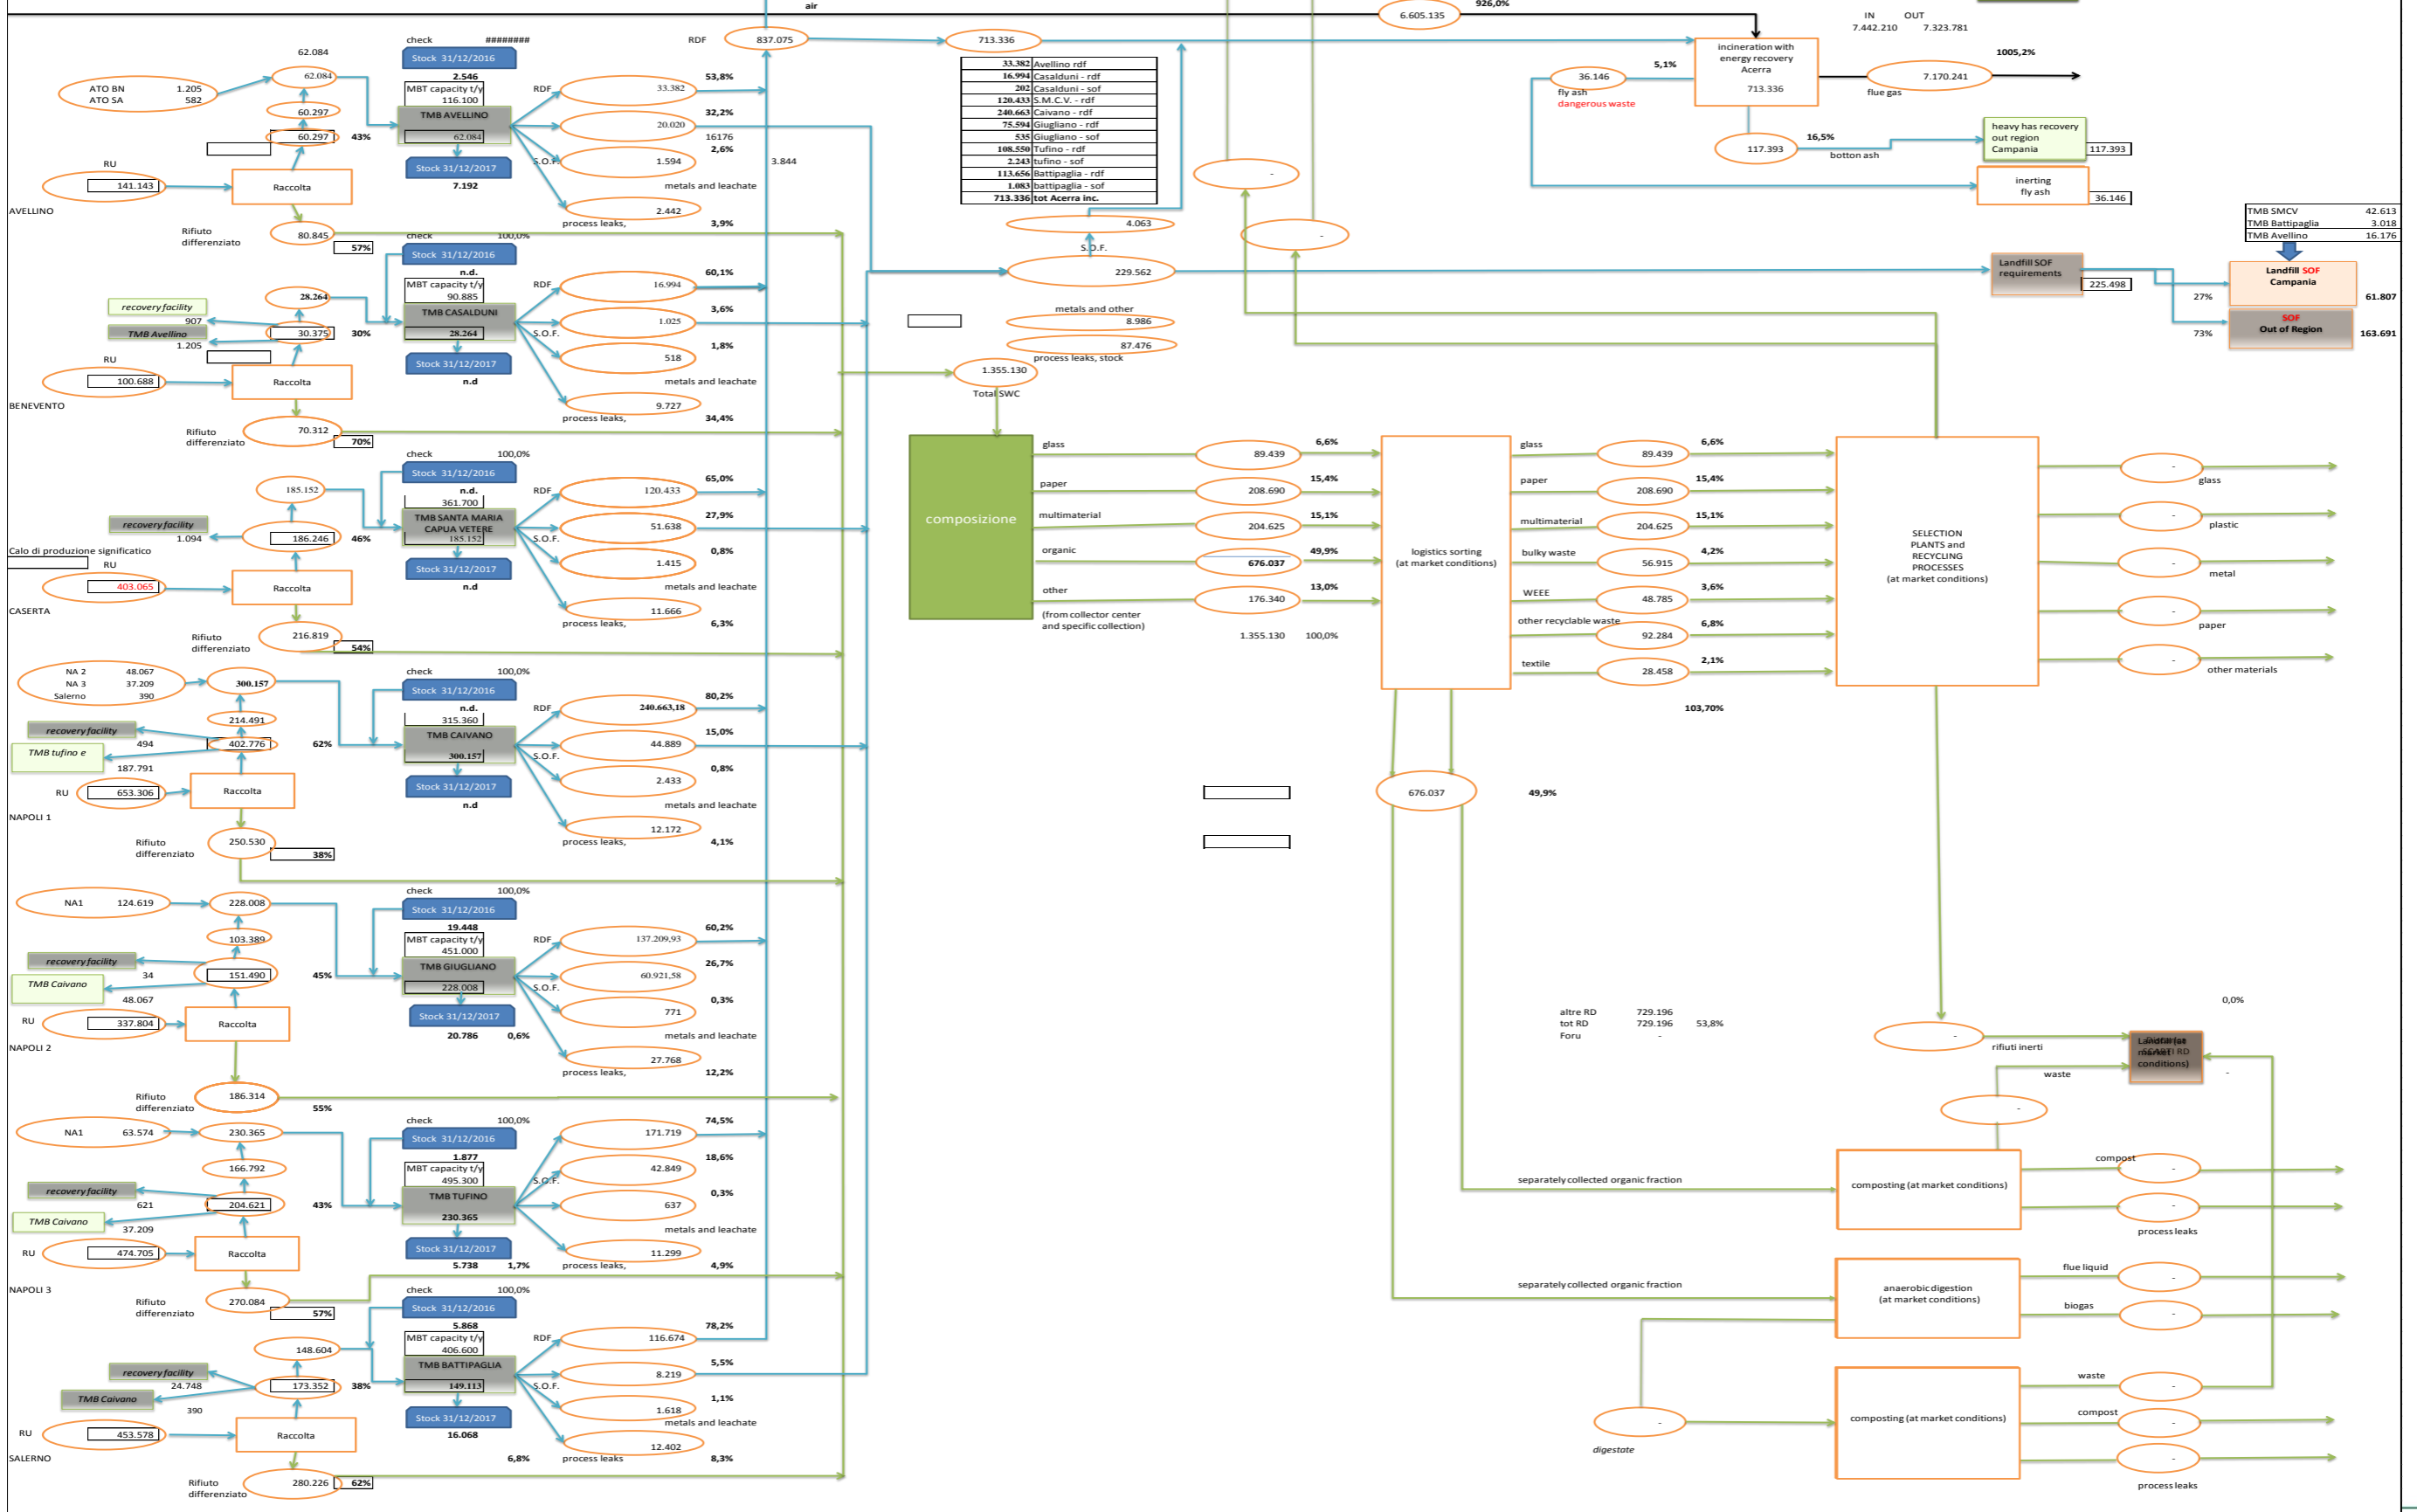 air
6.605.135
926,0%
IN OUT
7.442.210 7.323.781
1005,2%
check ########
62.084
Stock 31/12/2016
2.546
MBT capacity t/y
116.100
TMB AVELLINO
62.084
Stock 31/12/2017
7.192
62.084
ATO BN 1.205
ATO SA 582
60.297
60.297 43%
RU
141.143
Raccolta
AVELLINO
Rifiuto
differenziato
80.845
57%
RDF
33.382
53,8%
20.020
32,2%
16176
S.O.F.
1.594
2,6%
3.844
metals and leachate
2.442
process leaks, 3,9%
RDF
837.075
713.336
33.382 Avellino rdf
16.994 Casalduni - rdf
202 Casalduni - sof
120.433 S.M.C.V. - rdf
240.663 Caivano - rdf
75.594 Giugliano - rdf
535 Giugliano - sof
108.550 Tufino - rdf
2.243 tufino - sof
113.656 Battipaglia - rdf
1.083 battipaglia - sof
713.336 tot Acerra inc.
4.063
S.O.F.
229.562
metals and other
8.986
87.476
process leaks, stock
1.355.130
Total SWC
-
-
incineration with
energy recovery
Acerra
713.336
36.146
5,1%
fly ash
dangerous waste
7.170.241
flue gas
117.393
16,5%
botton ash
heavy has recovery
out region
Campania
117.393
inerting
fly ash
36.146
TMB SMCV 42.613
TMB Battipaglia 3.018
TMB Avellino 16.176
Landfill SOF
requirements
225.498
27%
Landfill SOF
Campania
61.807
73%
SOF
Out of Region
163.691
check 100,0%
Stock 31/12/2016
n.d.
MBT capacity t/y
90.885
TMB CASALDUNI
28.264
Stock 31/12/2017
n.d
recovery facility
907
TMB Avellino
1.205
28.264
30.375 30%
RU
100.688
Raccolta
BENEVENTO
Rifiuto
differenziato
70.312
70%
RDF
16.994
60,1%
1.025
3,6%
S.O.F.
518
1,8%
metals and leachate
9.727
process leaks, 34,4%
check 100,0%
Stock 31/12/2016
n.d.
361.700
TMB SANTA MARIA
CAPUA VETERE
185.152
Stock 31/12/2017
n.d
185.152
recovery facility
1.094
186.246 46%
Calo di produzione significativo
RU
403.065
Raccolta
CASERTA
Rifiuto
differenziato
216.819
54%
RDF
120.433
65,0%
51.638
27,9%
S.O.F.
1.415
0,8%
metals and leachate
11.666
process leaks, 6,3%
composizione
glass 89.439 6,6%
paper 208.690 15,4%
multimaterial 204.625 15,1%
organic 676.037 49,9%
other 176.340 13,0%
(from collector center
and specific collection)
1.355.130 100,0%
logistics sorting
(at market conditions)
glass 89.439 6,6%
paper 208.690 15,4%
multimaterial 204.625 15,1%
bulky waste 56.915 4,2%
WEEE 48.785 3,6%
other recyclable waste 92.284 6,8%
textile 28.458 2,1%
103,70%
SELECTION
PLANTS and
RECYCLING
PROCESSES
(at market conditions)
-
glass
-
plastic
-
metal
-
paper
-
other materials
NA 2 48.067
NA 3 37.209
Salerno 390
300.157
214.491
recovery facility
494
402.776 62%
TMB tufino e
187.791
RU
653.306
Raccolta
NAPOLI 1
Rifiuto
differenziato
250.530
38%
check 100,0%
Stock 31/12/2016
n.d.
315.360
TMB CAIVANO
300.157
Stock 31/12/2017
n.d
RDF
240.663,18
80,2%
44.889
15,0%
S.O.F.
2.433
0,8%
metals and leachate
12.172
process leaks, 4,1%
676.037
49,9%
check 100,0%
Stock 31/12/2016
19.448
MBT capacity t/y
451.000
TMB GIUGLIANO
228.008
Stock 31/12/2017
20.786 0,6%
NA1 124.619
228.008
103.389
recovery facility
34
151.490 45%
TMB Caivano
48.067
RU
337.804
Raccolta
NAPOLI 2
Rifiuto
differenziato
186.314
55%
RDF
137.209,93
60,2%
60.921,58
26,7%
S.O.F.
771
0,3%
metals and leachate
27.768
process leaks, 12,2%
altre RD 729.196
tot RD 729.196 53,8%
Foru -
0,0%
-
rifiuti inerti
waste
-
-
check 100,0%
Stock 31/12/2016
1.877
MBT capacity t/y
495.300
TMB TUFINO
230.365
Stock 31/12/2017
5.738 1,7%
NA1 63.574
230.365
166.792
recovery facility
621
204.621 43%
TMB Caivano
37.209
RU
474.705
Raccolta
NAPOLI 3
Rifiuto
differenziato
270.084
57%
171.719
74,5%
42.849
18,6%
S.O.F.
637
0,3%
metals and leachate
11.299
process leaks, 4,9%
separately collected organic fraction
composting (at market conditions)
compost
-
-
process leaks
separately collected organic fraction
anaerobic digestion
(at market conditions)
flue liquid
-
biogas
-
check 100,0%
Stock 31/12/2016
5.868
MBT capacity t/y
406.600
TMB BATTIPAGLIA
149.113
Stock 31/12/2017
16.068
6,8%
148.604
recovery facility
24.748
173.352 38%
TMB Caivano
390
RU
453.578
Raccolta
SALERNO
Rifiuto
differenziato
280.226
62%
RDF
116.674
78,2%
8.219
5,5%
S.O.F.
1.618
1,1%
metals and leachate
12.402
process leaks 8,3%
-
digestate
composting (at market conditions)
waste
-
compost
-
-
process leaks